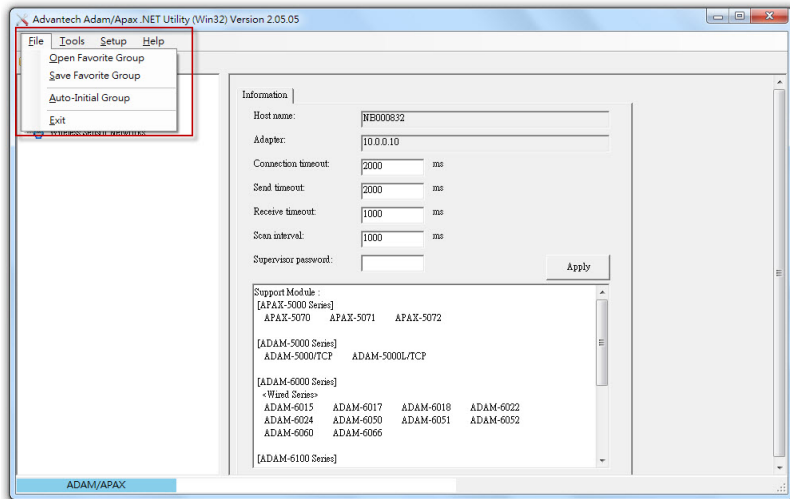 Advantech Adam/Apax .NET Utility (Win32) Version 2.05.05
File Tools Setup Help
Open Favorite Group
Save Favorite Group
Auto-Initial Group
Exit
Wireless Sensor Networks
Information
Host name: NB000832
Adapter: 10.0.0.10
Connection timeout: 2000 ms
Send timeout: 2000 ms
Receive timeout: 1000 ms
Scan interval: 1000 ms
Supervisor password:
Apply
Support Module :
[APAX-5000 Series]
APAX-5070 APAX-5071 APAX-5072
[ADAM-5000 Series]
ADAM-5000/TCP ADAM-5000L/TCP
[ADAM-6000 Series]
<Wired Series>
ADAM-6015 ADAM-6017 ADAM-6018 ADAM-6022
ADAM-6024 ADAM-6050 ADAM-6051 ADAM-6052
ADAM-6060 ADAM-6066
[ADAM-6100 Series]
ADAM/APAX